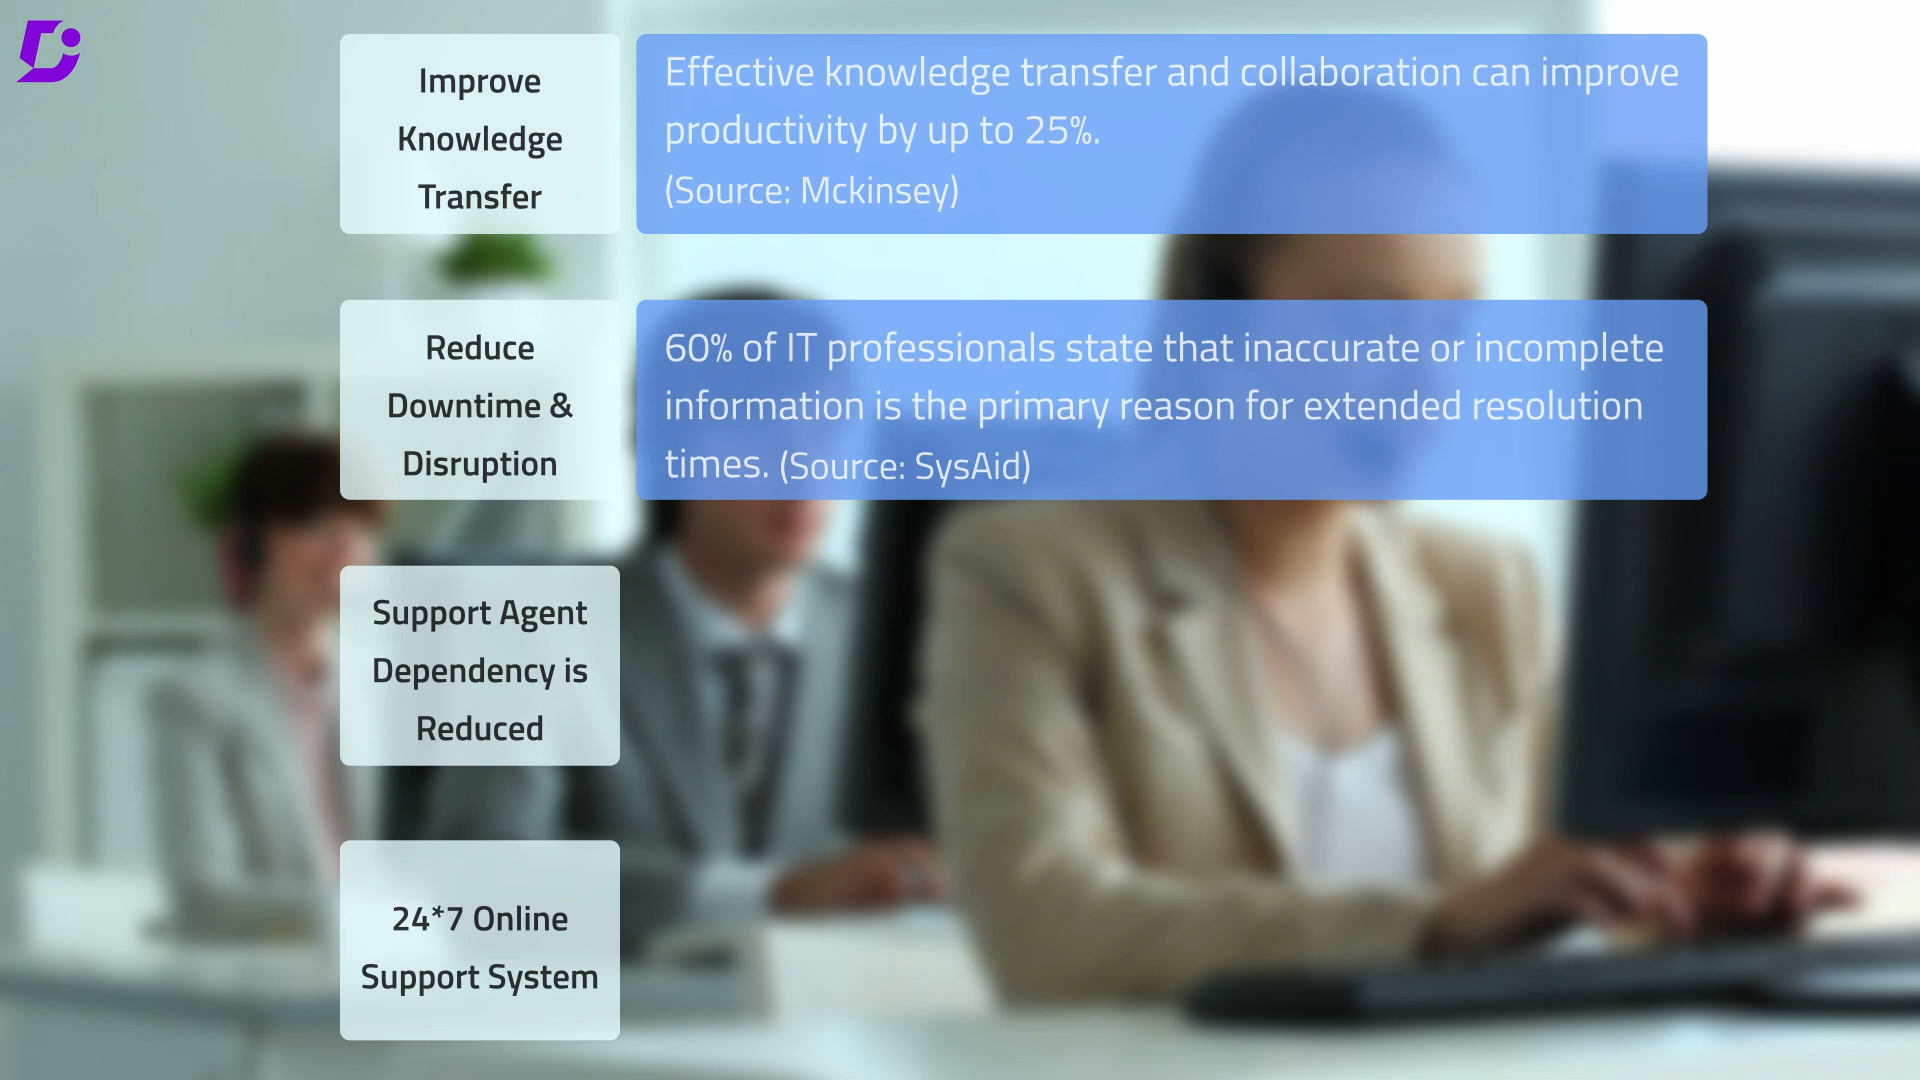 Improve
Knowledge
Transfer
Effective knowledge transfer and collaboration can improve
productivity by up to 25%.
(Source: Mckinsey)
Reduce
Downtime &
Disruption
60% of IT professionals state that inaccurate or incomplete
information is the primary reason for extended resolution
times. (Source: SysAid)
Support Agent
Dependency is
Reduced
24*7 Online
Support System